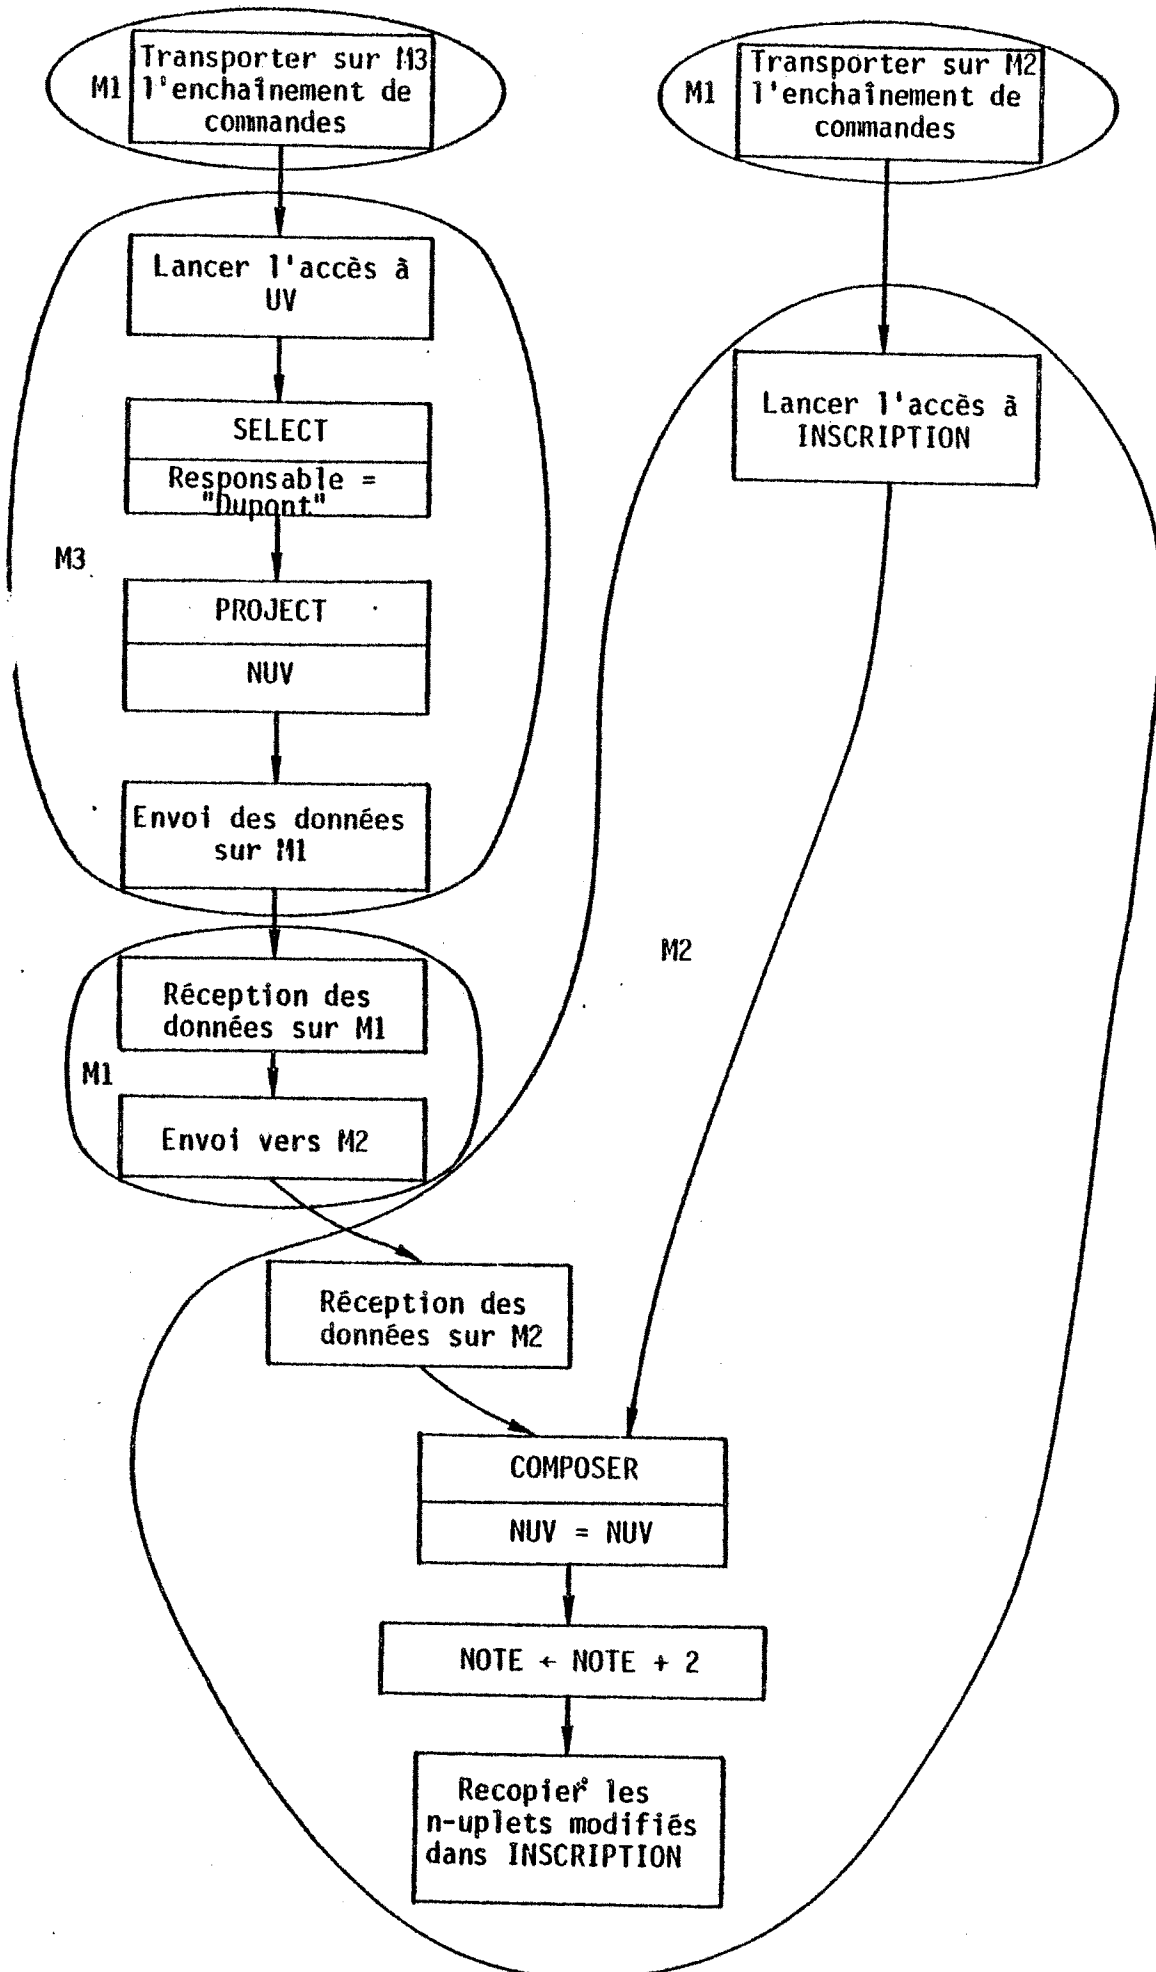 M1
Transporter sur M3
l'enchaînement de
commandes
M1
Transporter sur M2
l'enchaînement de
commandes
Lancer l'accès à
UV
SELECT
Responsable =
"Dupont"
M3
PROJECT
NUV
Envoi des données
sur M1
Lancer l'accès à
INSCRIPTION
M2
M1
Réception des
données sur M1
Envoi vers M2
Réception des
données sur M2
COMPOSER
NUV = NUV
NOTE ← NOTE + 2
Recopier les
n-uplets modifiés
dans INSCRIPTION